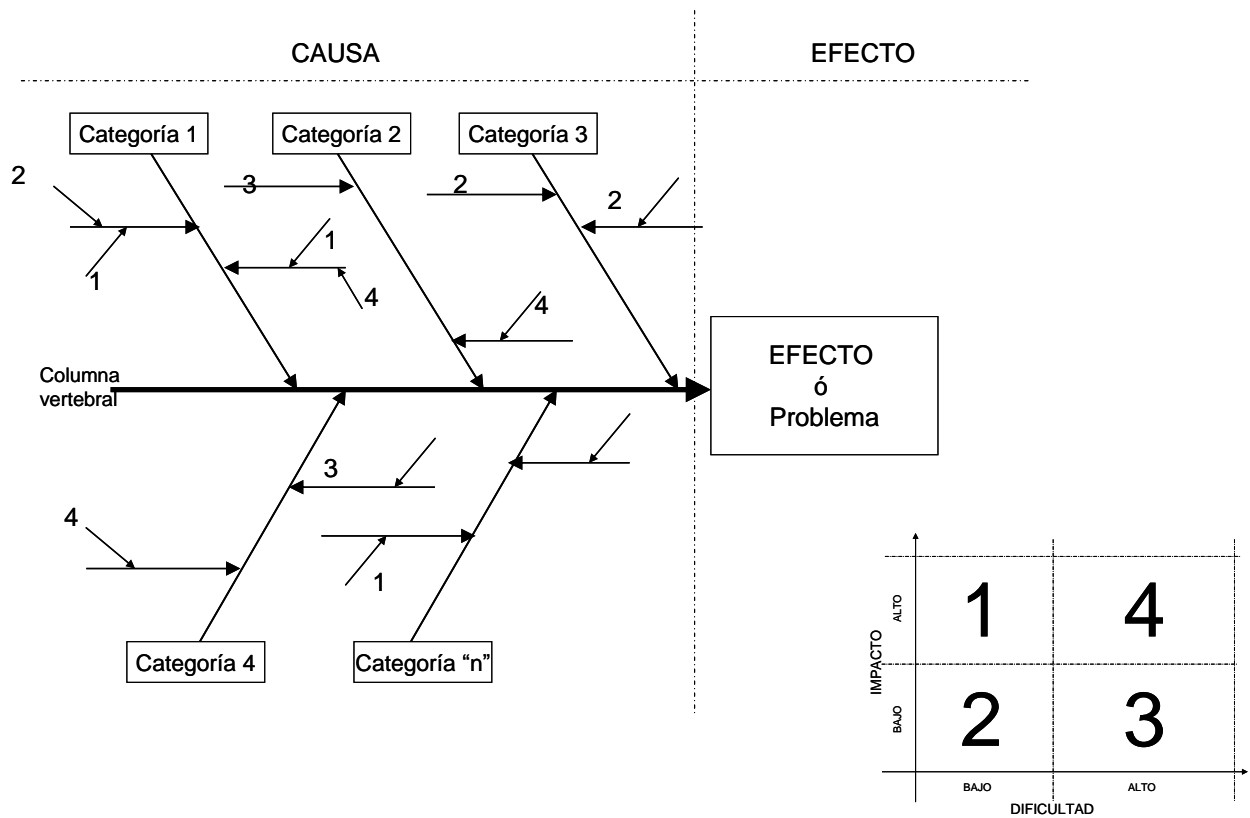 CAUSA
EFECTO
Categoría 1
Categoría 2
Categoría 3
2
3
2
2
1
1
4
4
Columna
vertebral
EFECTO
ó
Problema
3
4
1
Categoría 4
Categoría “n”
IMPACTO
ALTO
BAJO
1
4
2
3
BAJO
ALTO
DIFICULTAD